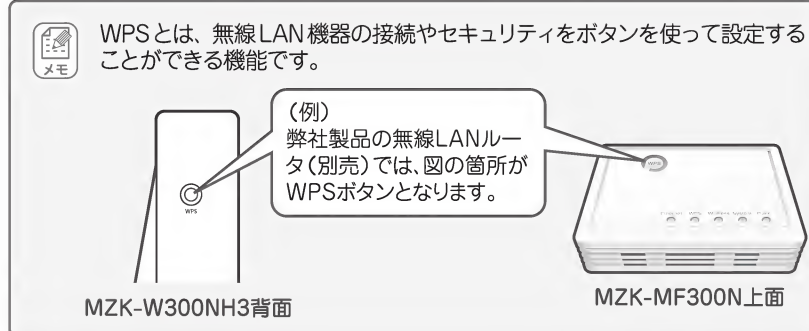 メモ
WPSとは、無線LAN機器の接続やセキュリティをボタンを使って設定する
ことができる機能です。
(例)
弊社製品の無線LANルー
タ(別売)では、図の箇所が
WPSボタンとなります。
WPS
WPS
MZK-W300NH3背面
MZK-MF300N上面